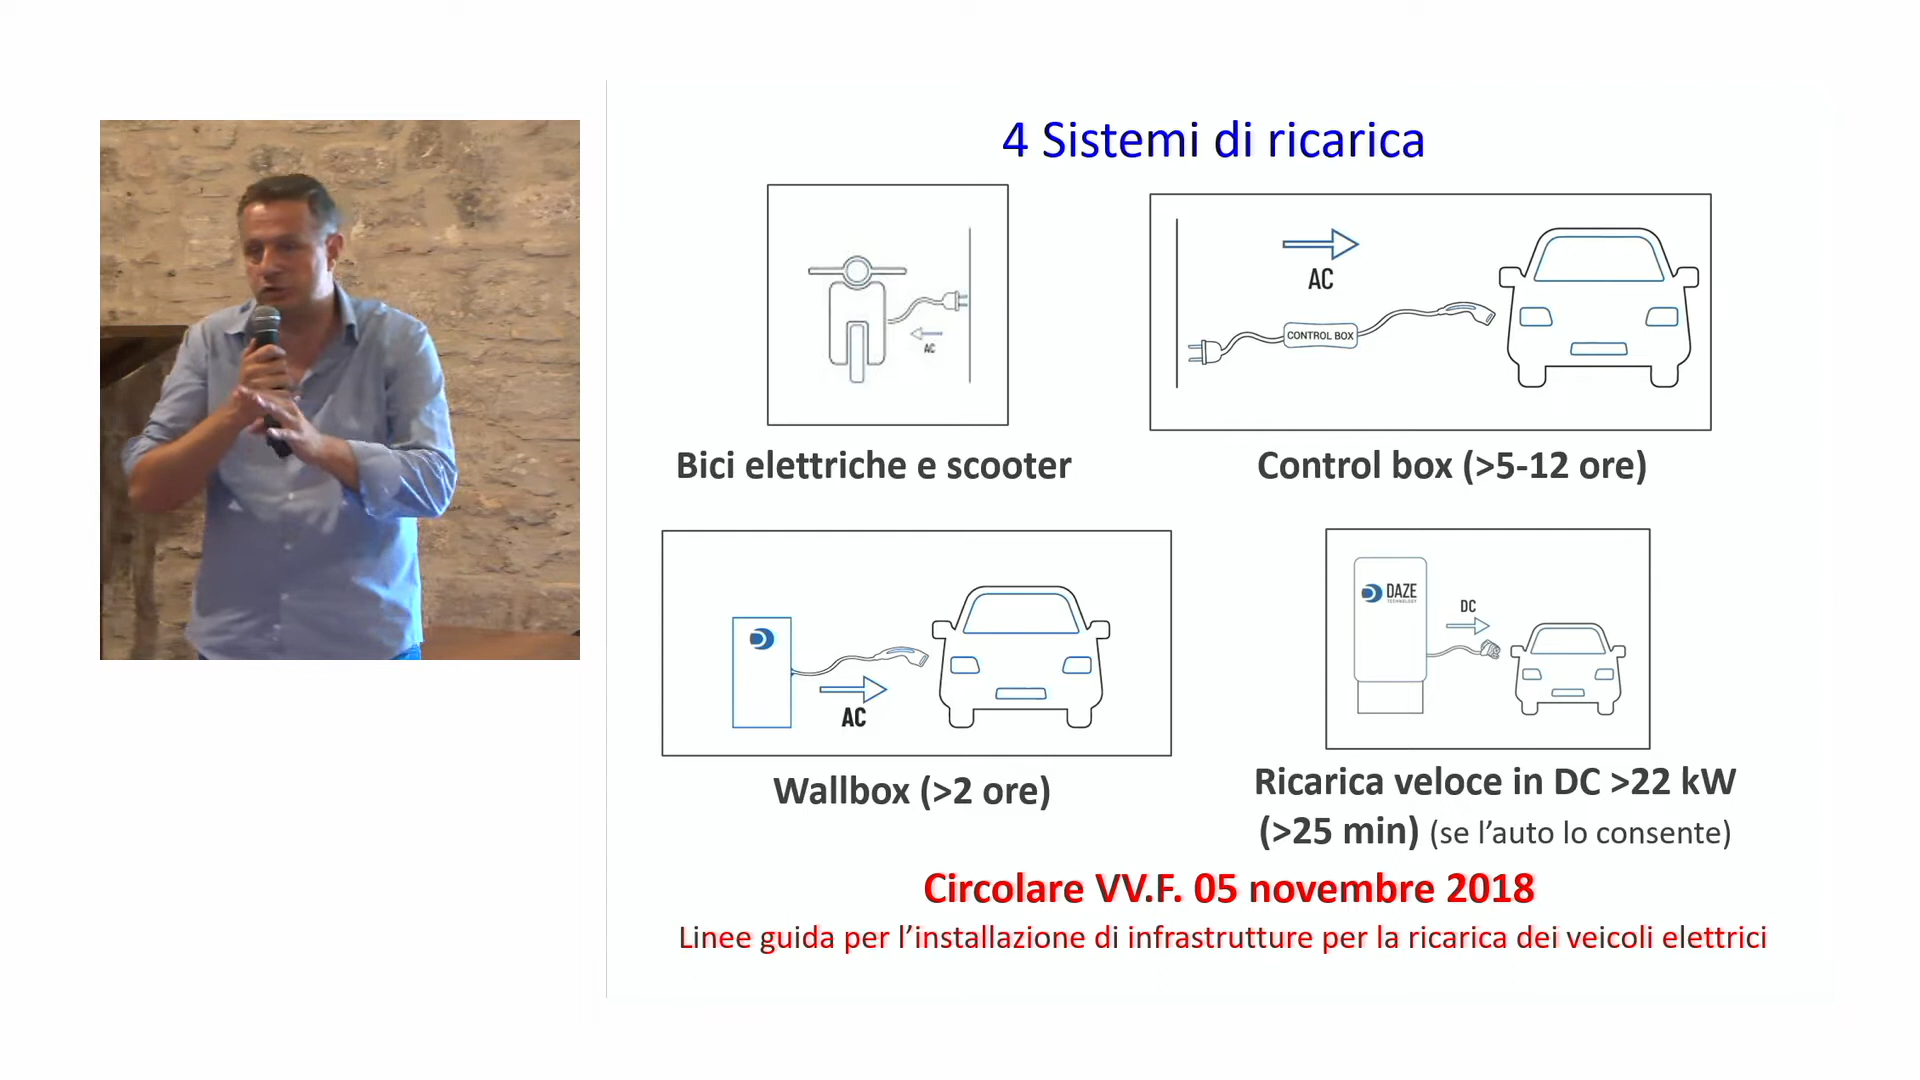 4 Sistemi di ricarica
AC
Bici elettriche e scooter
AC
CONTROL BOX
Control box (>5-12 ore)
AC
Wallbox (>2 ore)
DAZE
TECHNOLOGY
DC
Ricarica veloce in DC >22 kW
(>25 min) (se l’auto lo consente)
Circolare VV.F. 05 novembre 2018
Linee guida per l’installazione di infrastrutture per la ricarica dei veicoli elettrici